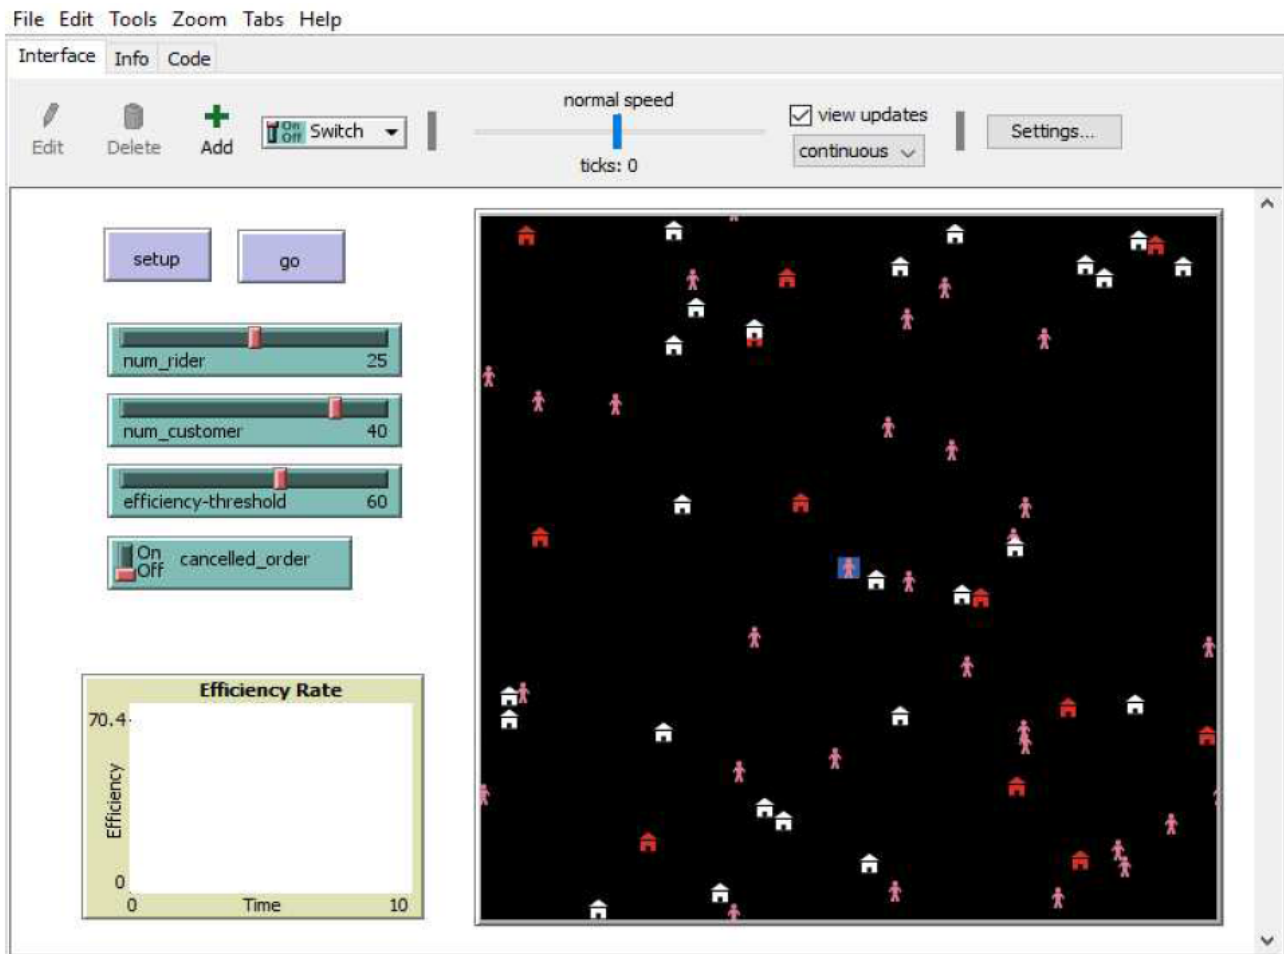 File Edit Tools Zoom Tabs Help
Interface Info Code
normal speed
view updates
On
Off Switch
Settings...
Edit Delete Add
continuous
ticks: 0
setup go
num_rider 25
num_customer 40
efficiency-threshold 60
On
Off
cancelled_order
Efficiency Rate
70.4
Efficiency
0
0 Time 10